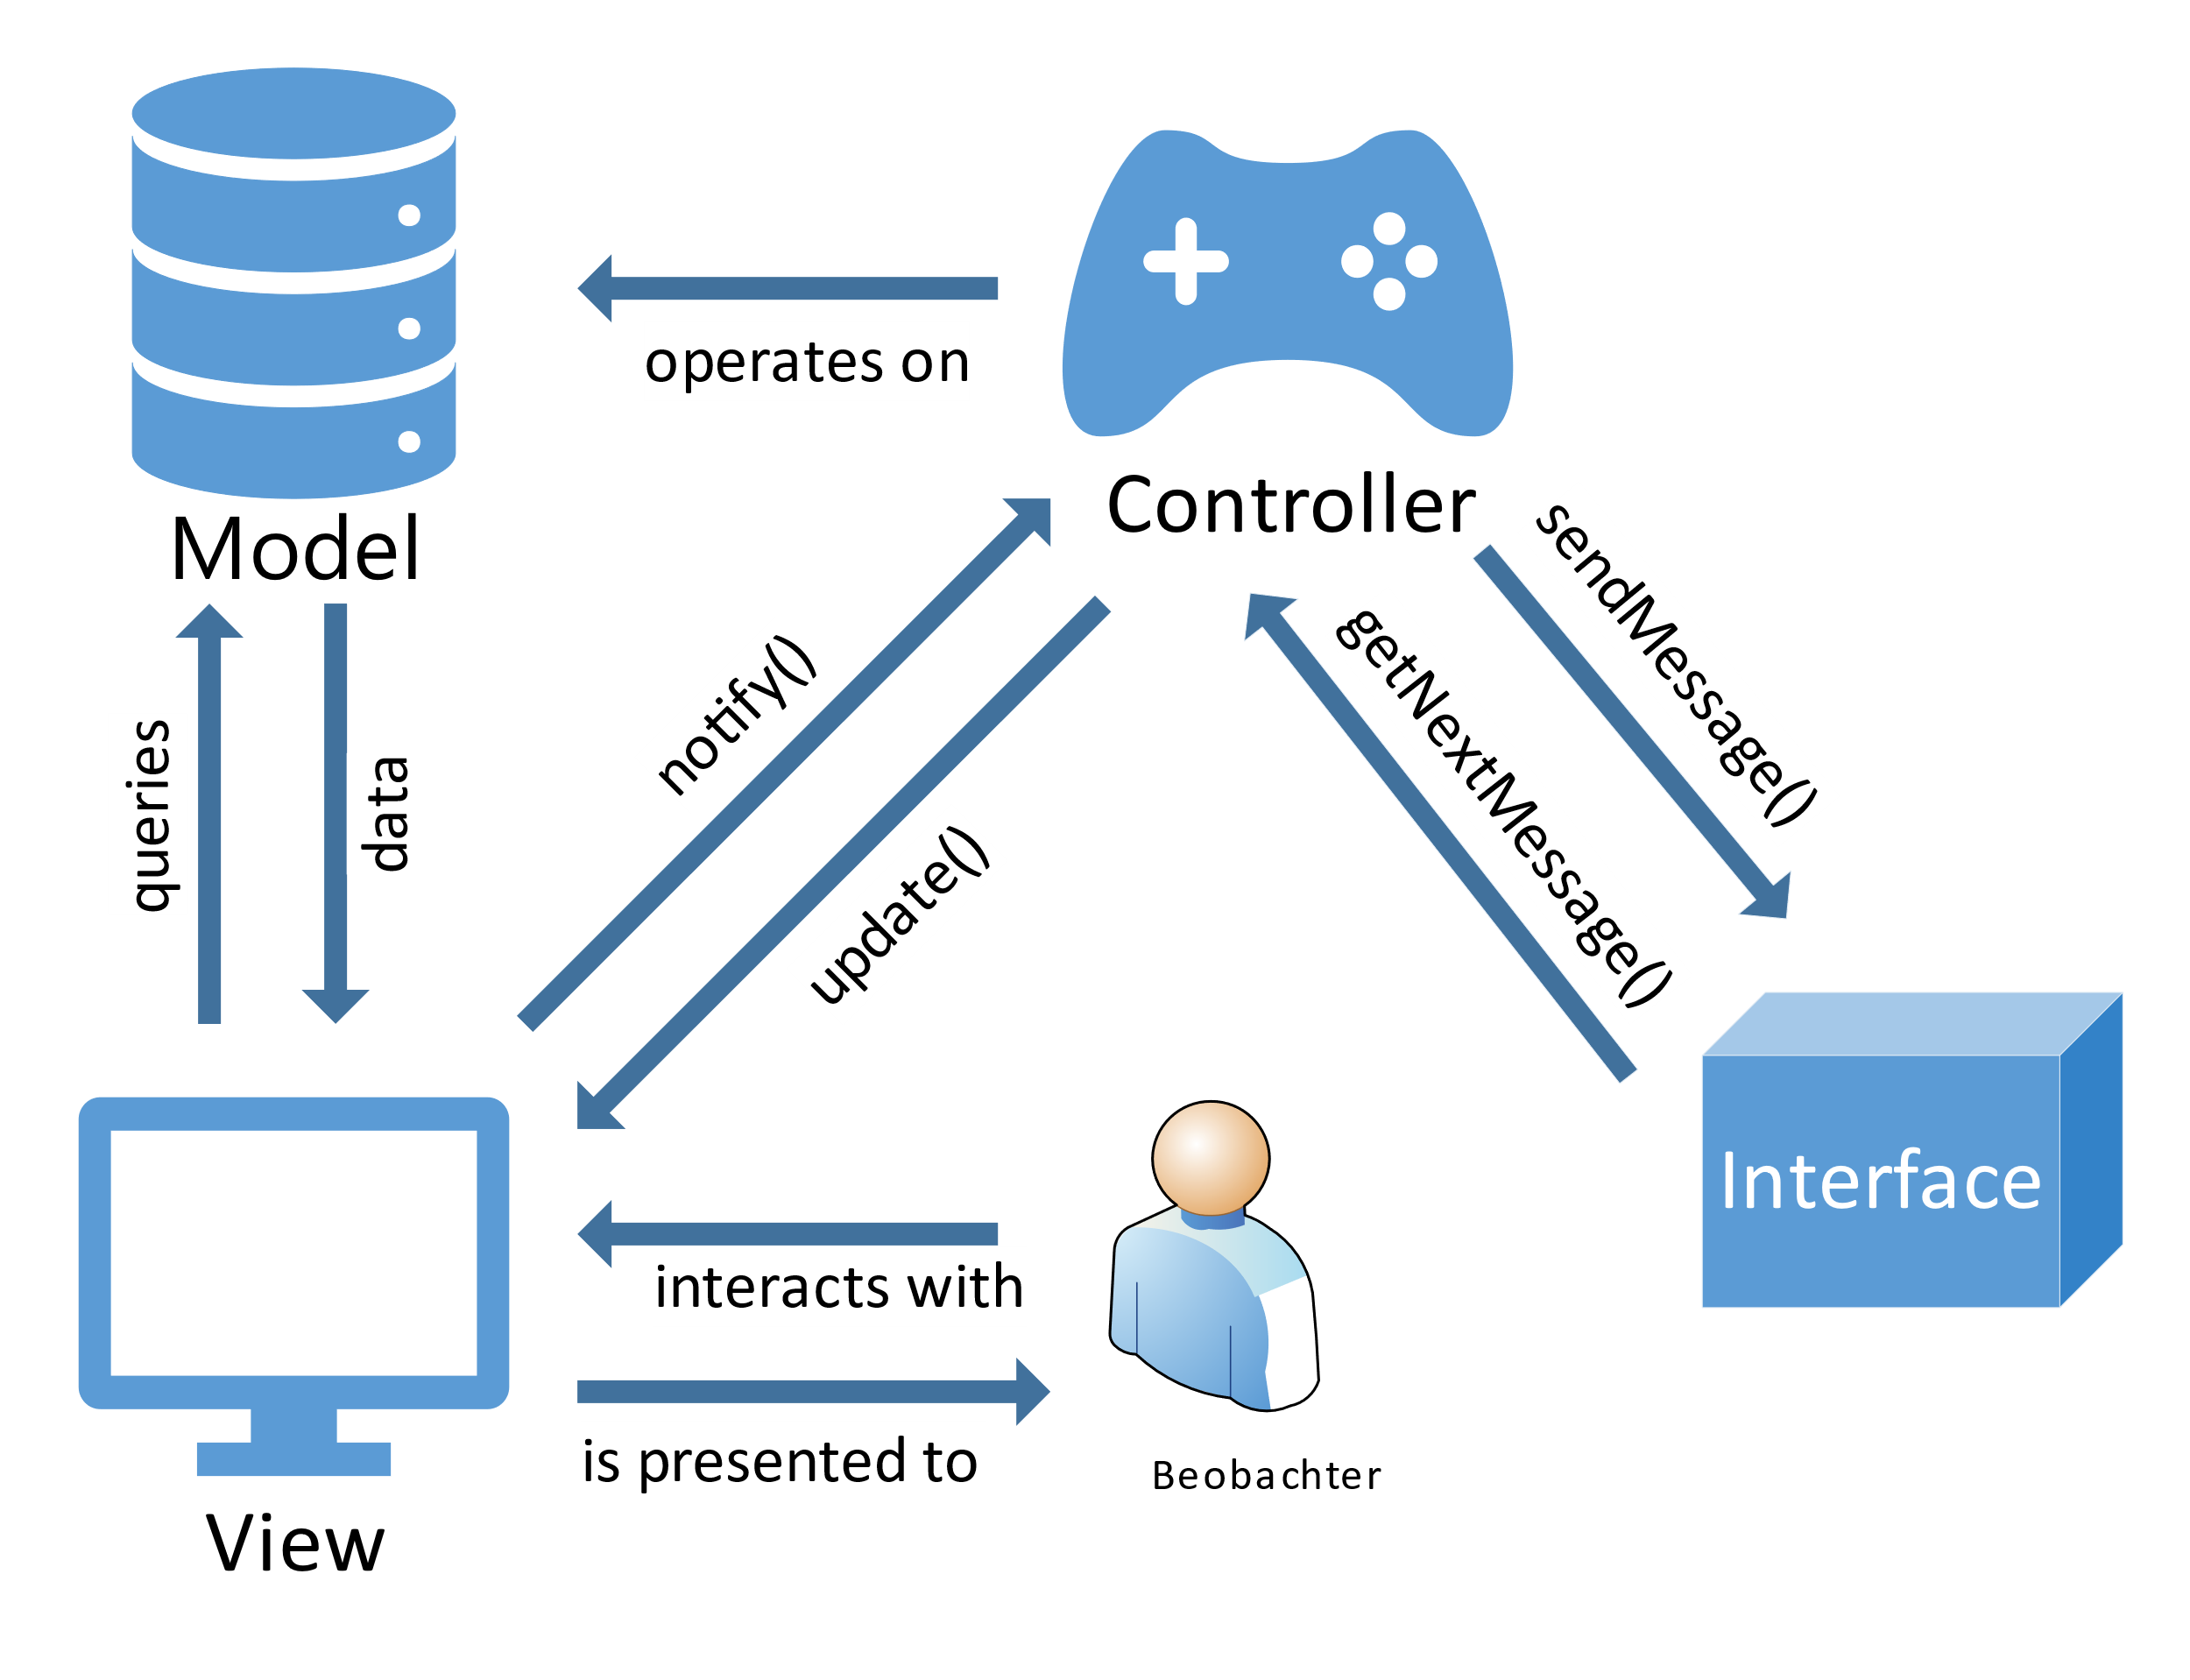 operates on
Model
Controller
sendMessage()
getNextMessage()
notify()
update()
queries
data
Interface
interacts with
is presented to
Beobachter
View